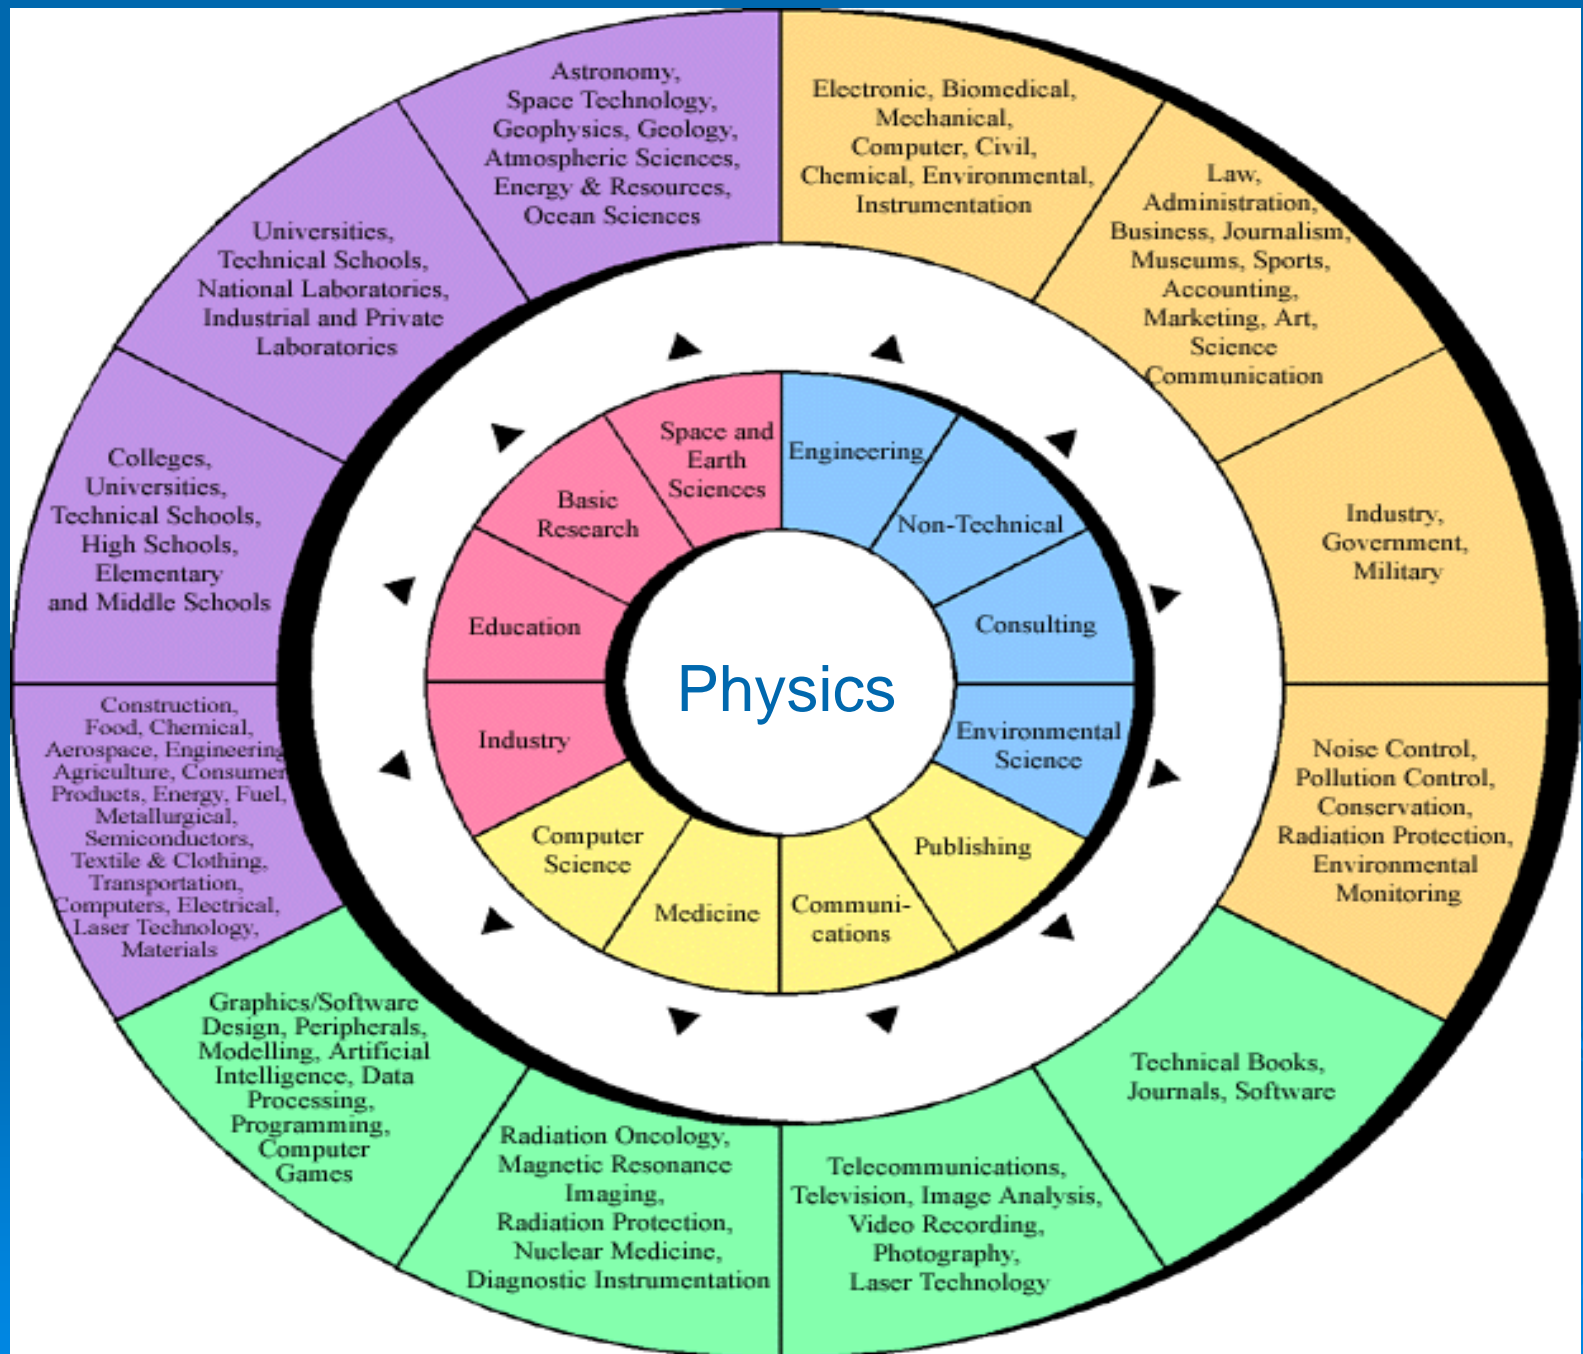 Astronomy,
Space Technology,
Geophysics, Geology,
Atmospheric Sciences,
Energy & Resources,
Ocean Sciences
Electronic, Biomedical,
Mechanical,
Computer, Civil,
Chemical, Environmental,
Instrumentation
Law,
Administration,
Business, Journalism,
Museums, Sports,
Accounting,
Marketing, Art,
Science
Communication
Industry,
Government,
Military
Noise Control,
Pollution Control,
Conservation,
Radiation Protection,
Environmental
Monitoring
Technical Books,
Journals, Software
Telecommunications,
Television, Image Analysis,
Video Recording,
Photography,
Laser Technology
Radiation Oncology,
Magnetic Resonance
Imaging,
Radiation Protection,
Nuclear Medicine,
Diagnostic Instrumentation
Graphics/Software
Design, Peripherals,
Modelling, Artificial
Intelligence, Data
Processing,
Programming,
Computer
Games
Construction,
Food, Chemical,
Aerospace, Engineering
Agriculture, Consumer
Products, Energy, Fuel,
Metallurgical,
Semiconductors,
Textile & Clothing,
Transportation,
Computers, Electrical,
Laser Technology,
Materials
Colleges,
Universities,
Technical Schools,
High Schools,
Elementary
and Middle Schools
Universities,
Technical Schools,
National Laboratories,
Industrial and Private
Laboratories
Space and
Earth
Sciences
Engineering
Non-Technical
Consulting
Environmental
Science
Publishing
Communi-
cations
Medicine
Computer
Science
Industry
Education
Basic
Research
Physics